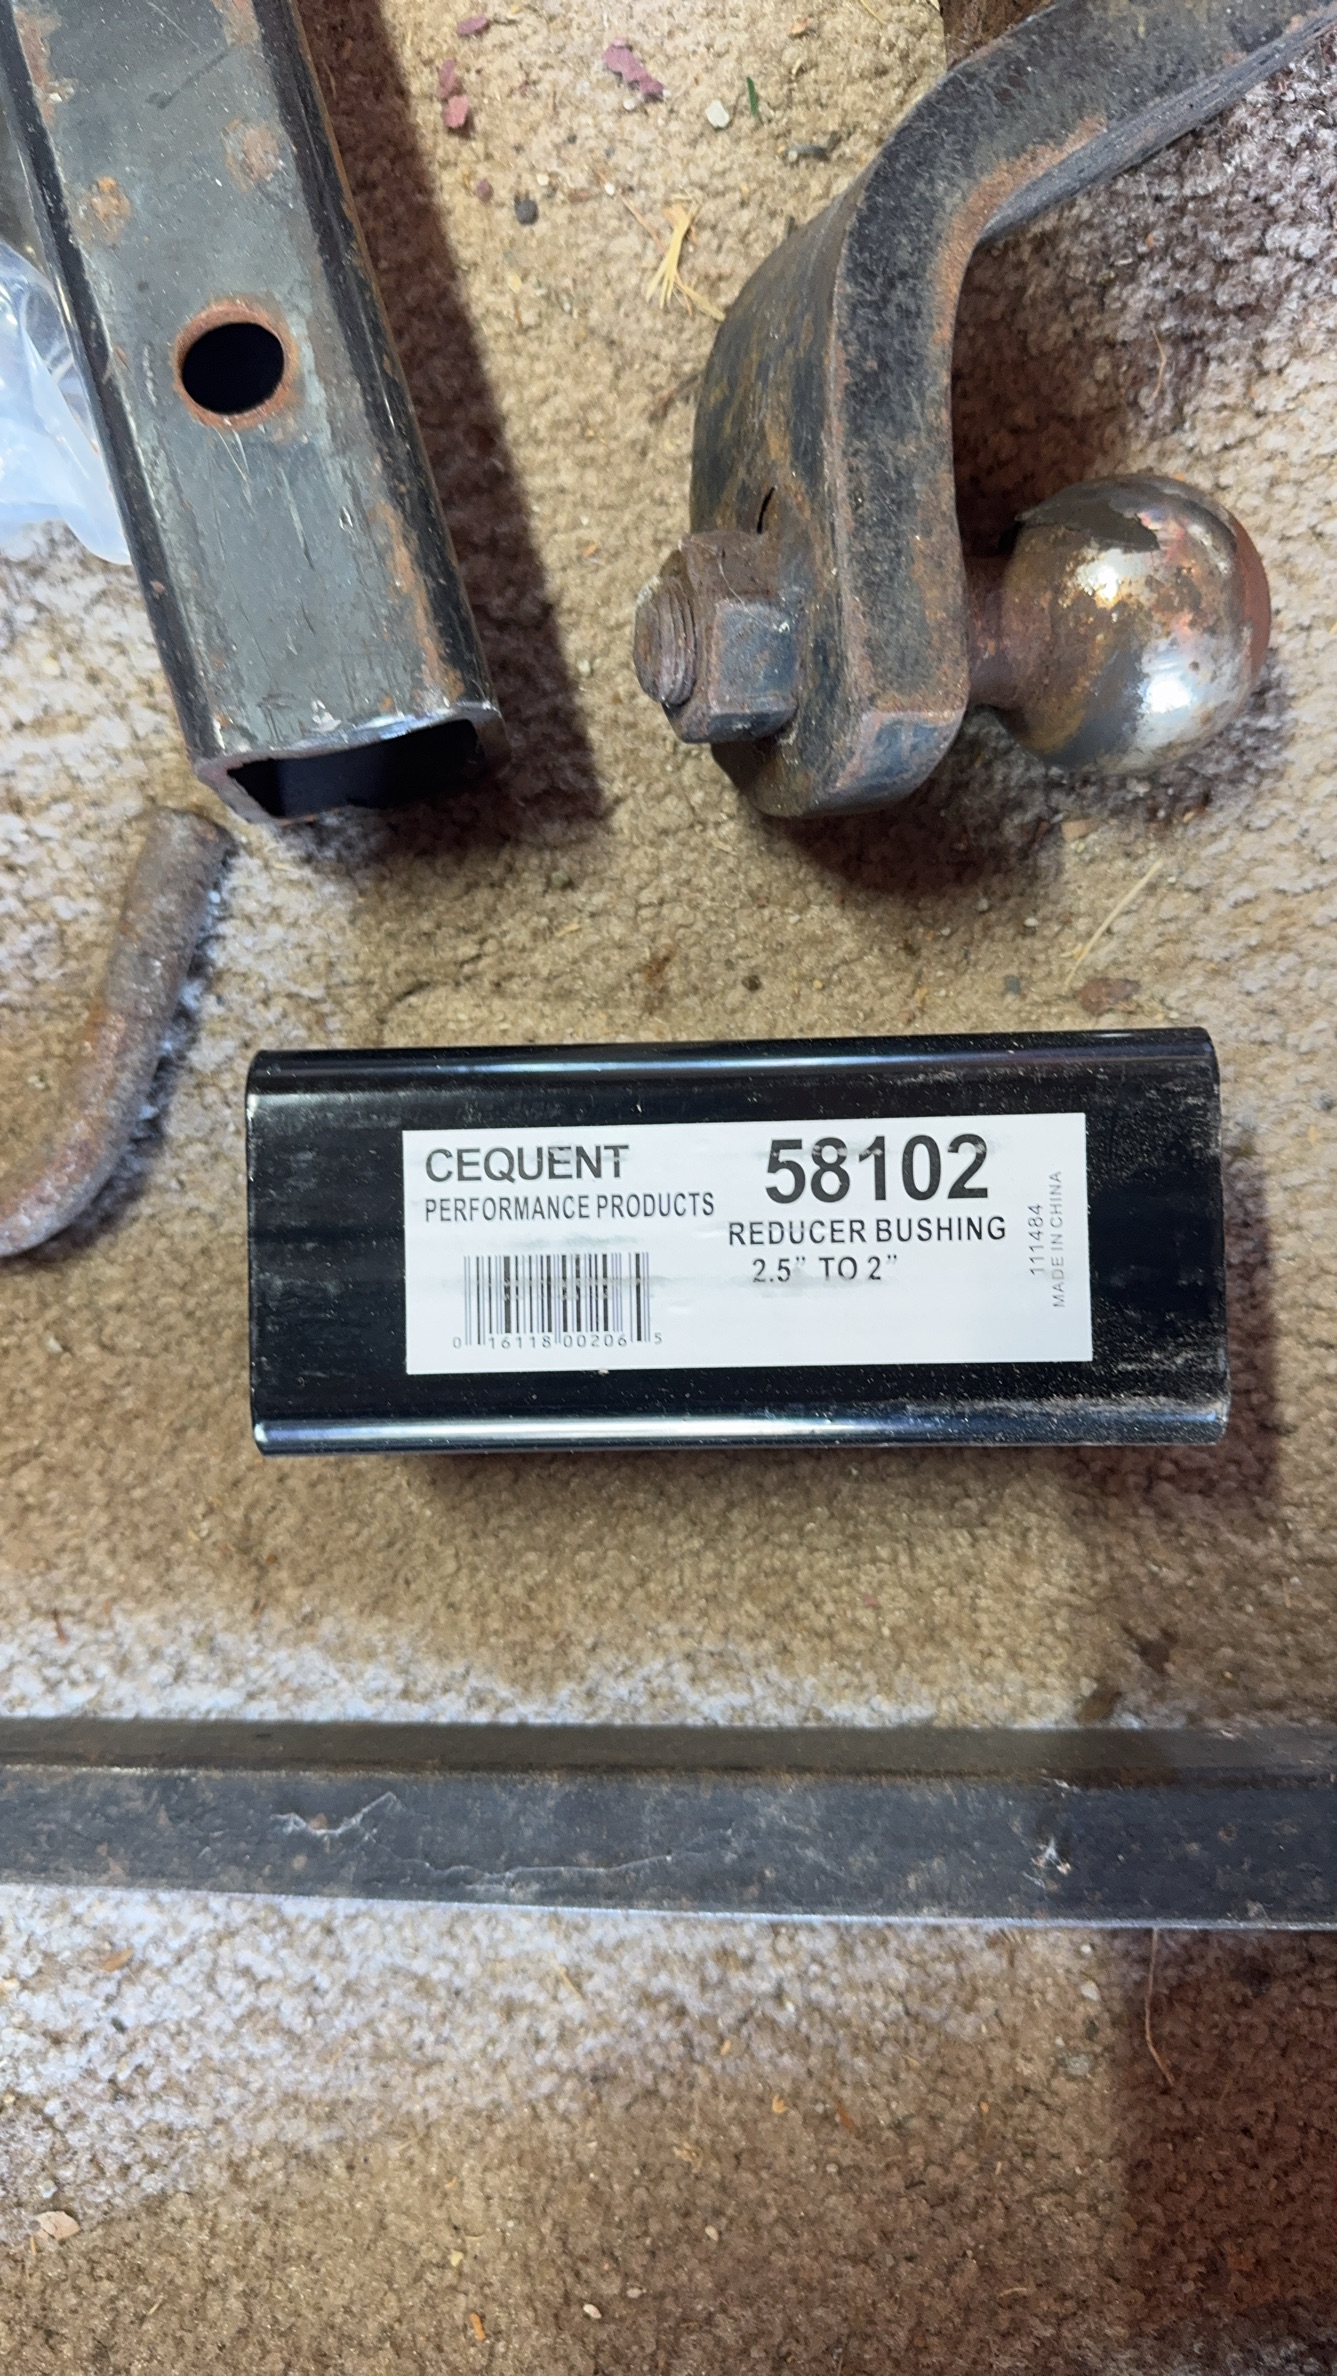 CEQUENT
PERFORMANCE PRODUCTS
58102
REDUCER BUSHING
2.5” TO 2”
111484
MADE IN CHINA
0 16118 00206 5